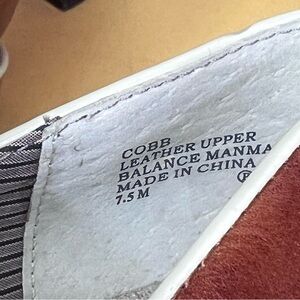 COBB
LEATHER UPPER
BALANCE MANMA
MADE IN CHINA
7.5 M ®